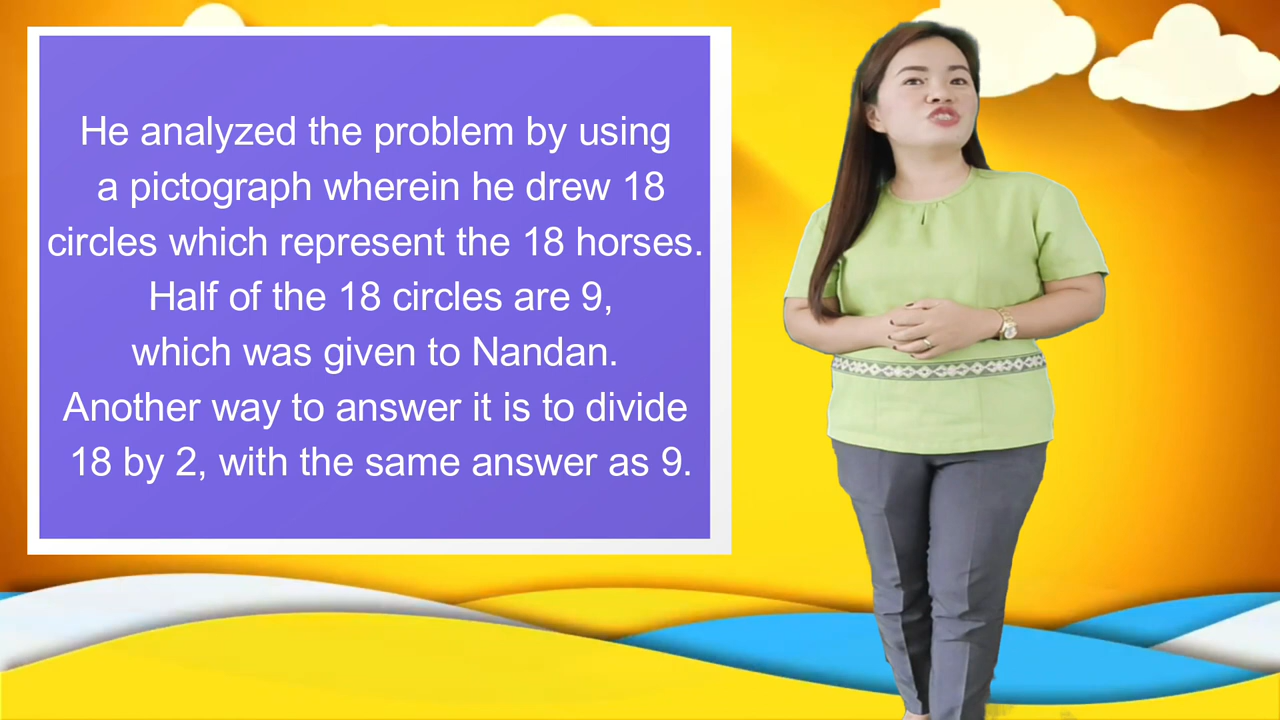 He analyzed the problem by using
a pictograph wherein he drew 18
circles which represent the 18 horses.
Half of the 18 circles are 9,
which was given to Nandan.
Another way to answer it is to divide
18 by 2, with the same answer as 9.